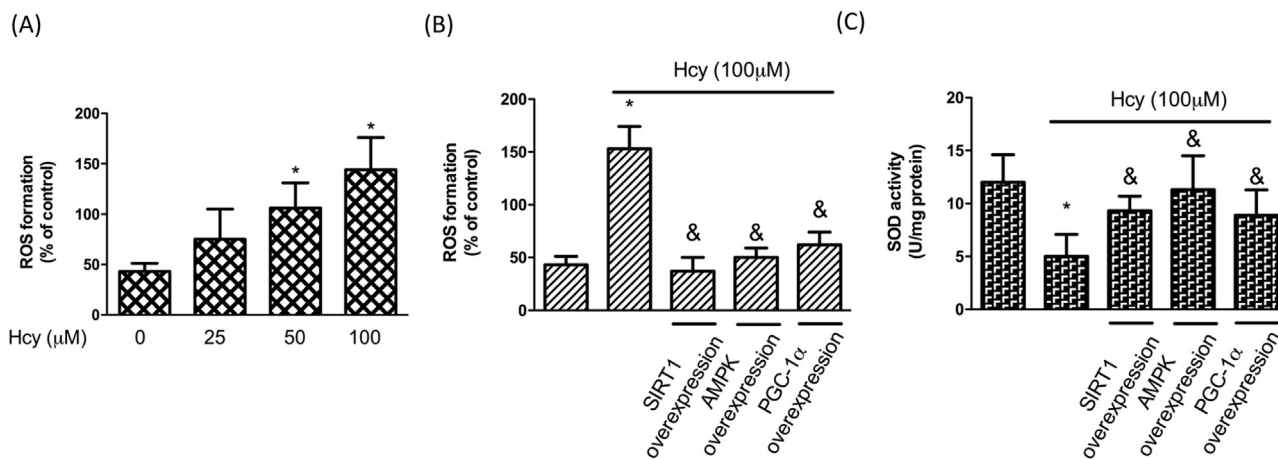 (A)
ROS formation
(% of control)
200
150
100
50
0
*
*
Hcy (μM)
0
25
50
100
(B)
Hcy (100μM)
ROS formation
(% of control)
200
150
100
50
0
*
&
&
&
SIRT1
overexpression
AMPK
overexpression
PGC-1α
overexpression
(C)
Hcy (100μM)
SOD activity
(U/mg protein)
20
15
10
5
0
*
&
&
&
SIRT1
overexpression
AMPK
overexpression
PGC-1α
overexpression